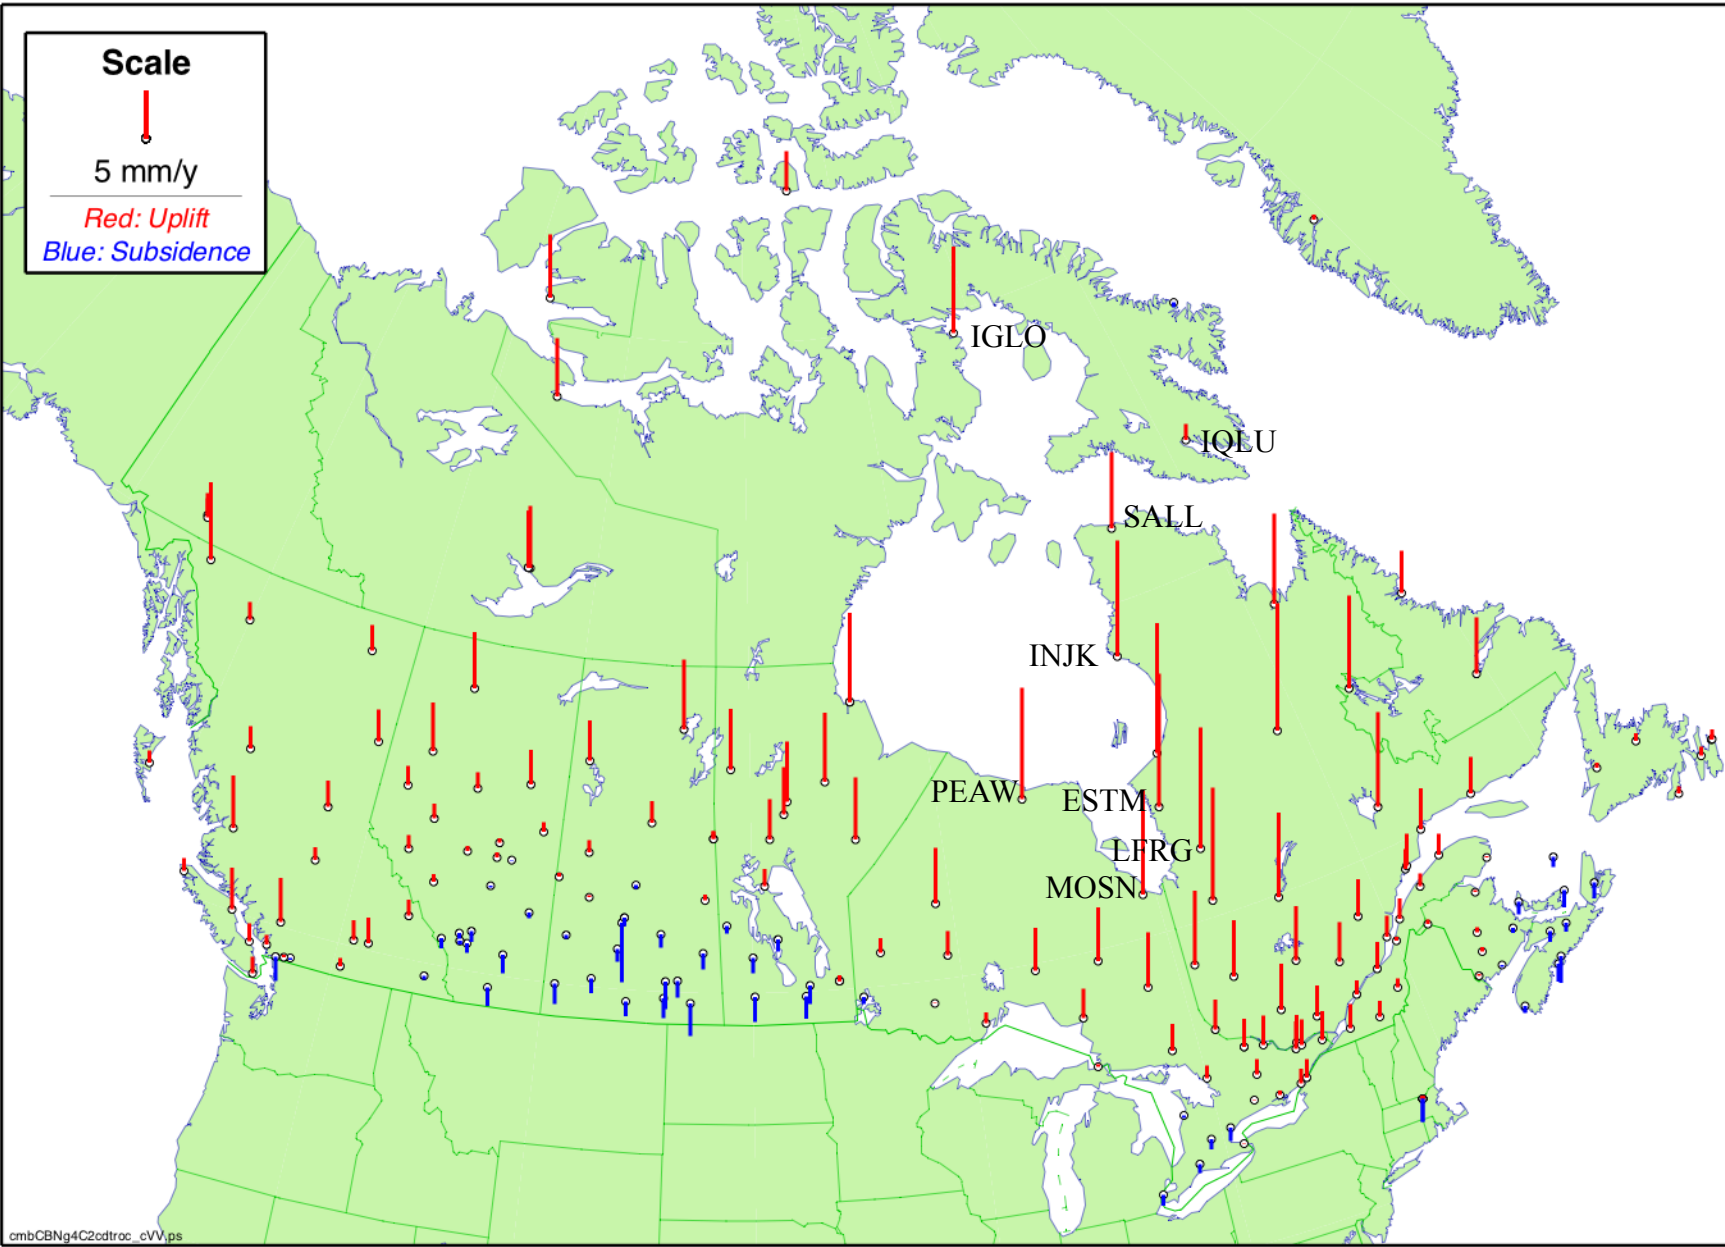 Scale
5 mm/y
Red: Uplift
Blue: Subsidence
IGLO
IQLU
SALL
INJK
PEAW
ESTM
LFRG
MOSN
cmbCBNg4C2cdtroc_cVV.ps